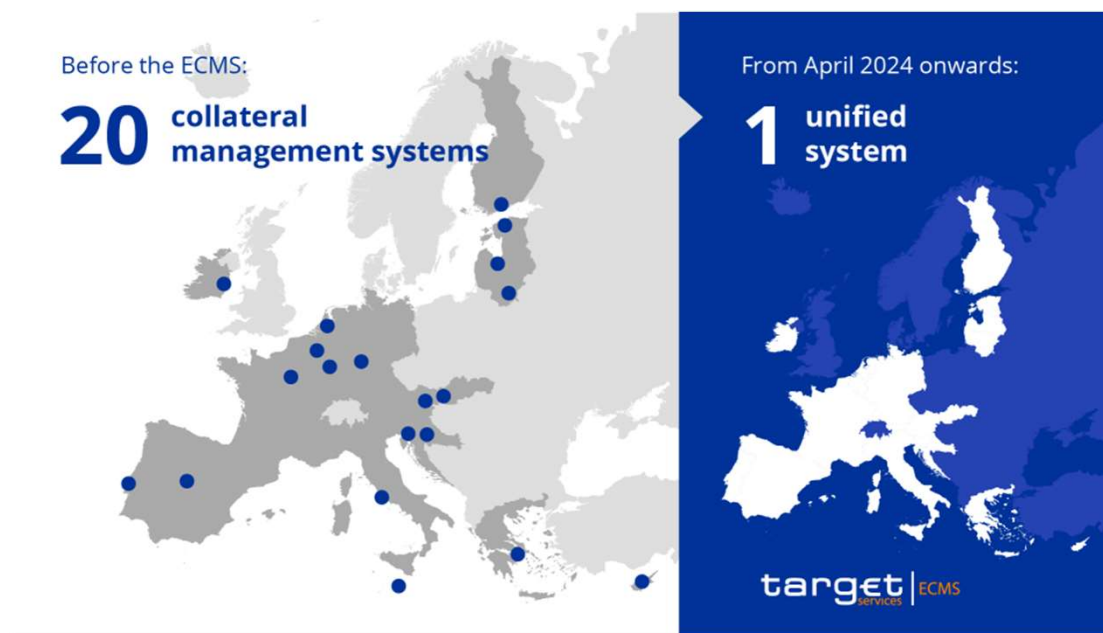 Before the ECMS:
20 collateral
management systems
From April 2024 onwards:
1 unified
system
target | ECMS
services